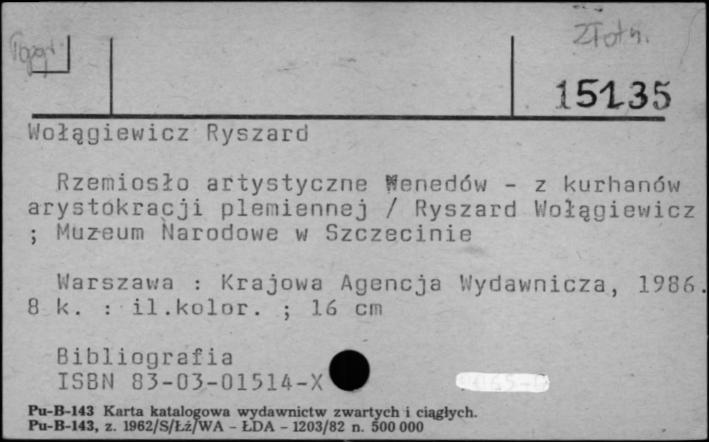 Złotn.
15135
Wołągiewicz Ryszard
Rzemiosło artystyczne Wenedów - z kurhanów
arystokracji plemiennej / Ryszard Wołągiewicz
; Muzeum Narodowe w Szczecinie
Warszawa : Krajowa Agencja Wydawnicza, 1986.
8 k. : il.kolor. ; 16 cm
Bibliografia
ISBN 83-03-01514-X
Pu-B-143 Karta katalogowa wydawnictw zwartych i ciągłych.
Pu-B-143, z. 1962/S/Łź/WA - ŁDA - 1203/82 n. 500 000